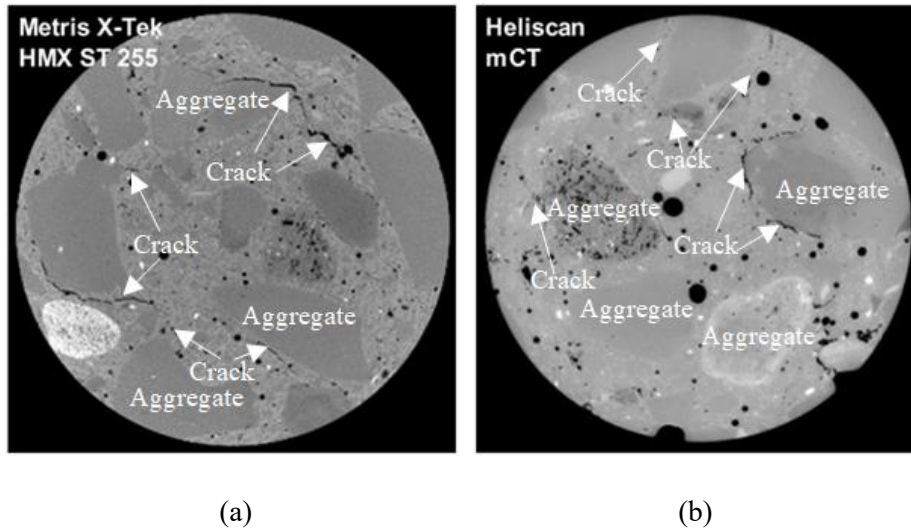 Metris X-Tek
HMX ST 255
Aggregate
Crack
Crack
Aggregate
Crack
Aggregate
Heliscan
mCT
Crack
Crack
Aggregate
Aggregate
Crack
Crack
Aggregate
Aggregate
(a)
(b)